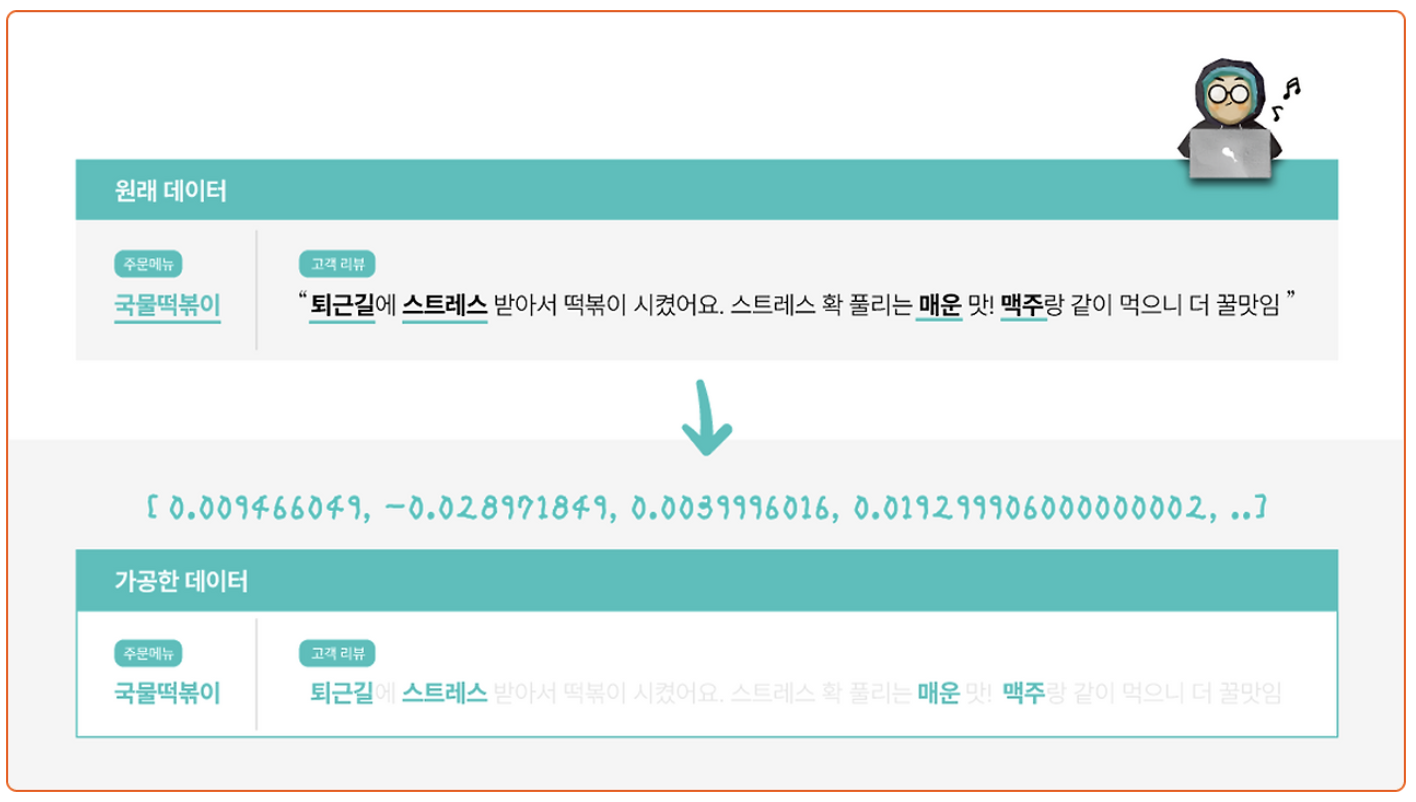 원래 데이터
주문메뉴
국물떡볶이
고객 리뷰
“ 퇴근길에 스트레스 받아서 떡볶이 시켰어요. 스트레스 확 풀리는 매운 맛! 맥주랑 같이 먹으니 더 꿀맛임 ”
[ 0.009466049, -0.028971849, 0.0039996016, 0.019299906000000002, ..]
가공한 데이터
주문메뉴
국물떡볶이
고객 리뷰
퇴근길에 스트레스 받아서 떡볶이 시켰어요. 스트레스 확 풀리는 매운 맛! 맥주랑 같이 먹으니 더 꿀맛임